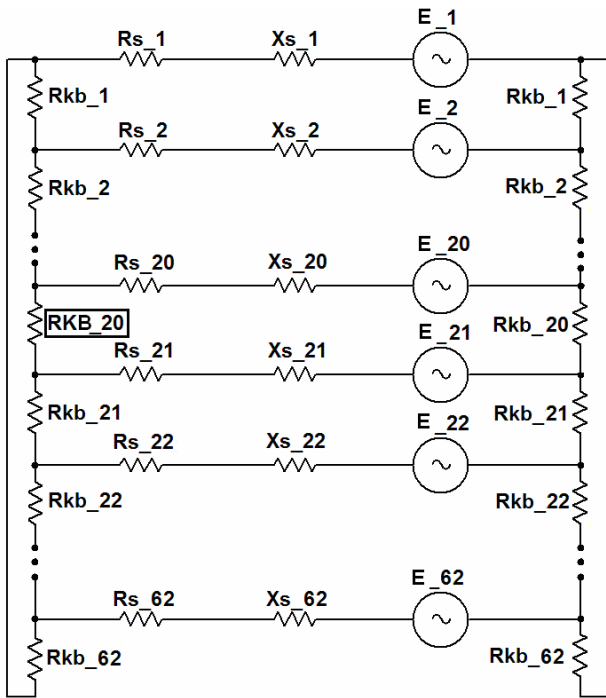 Rs_1 Xs_1 E_1
Rkb_1 Rkb_1
Rs_2 Xs_2 E_2
Rkb_2 Rkb_2
Rs_20 Xs_20 E_20
RKB_20 Rkb_20
Rs_21 Xs_21 E_21
Rkb_21 Rkb_21
Rs_22 Xs_22 E_22
Rkb_22 Rkb_22
Rs_62 Xs_62 E_62
Rkb_62 Rkb_62